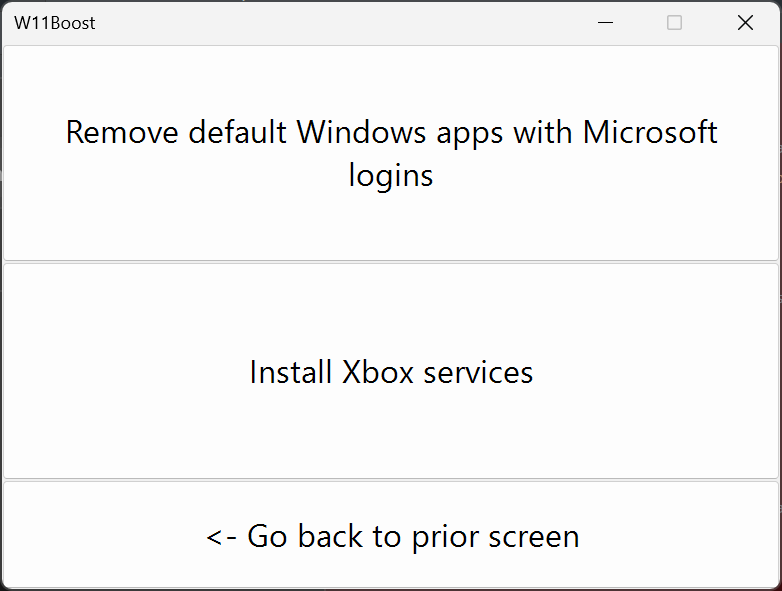 W11Boost
Remove default Windows apps with Microsoft
logins
Install Xbox services
<- Go back to prior screen